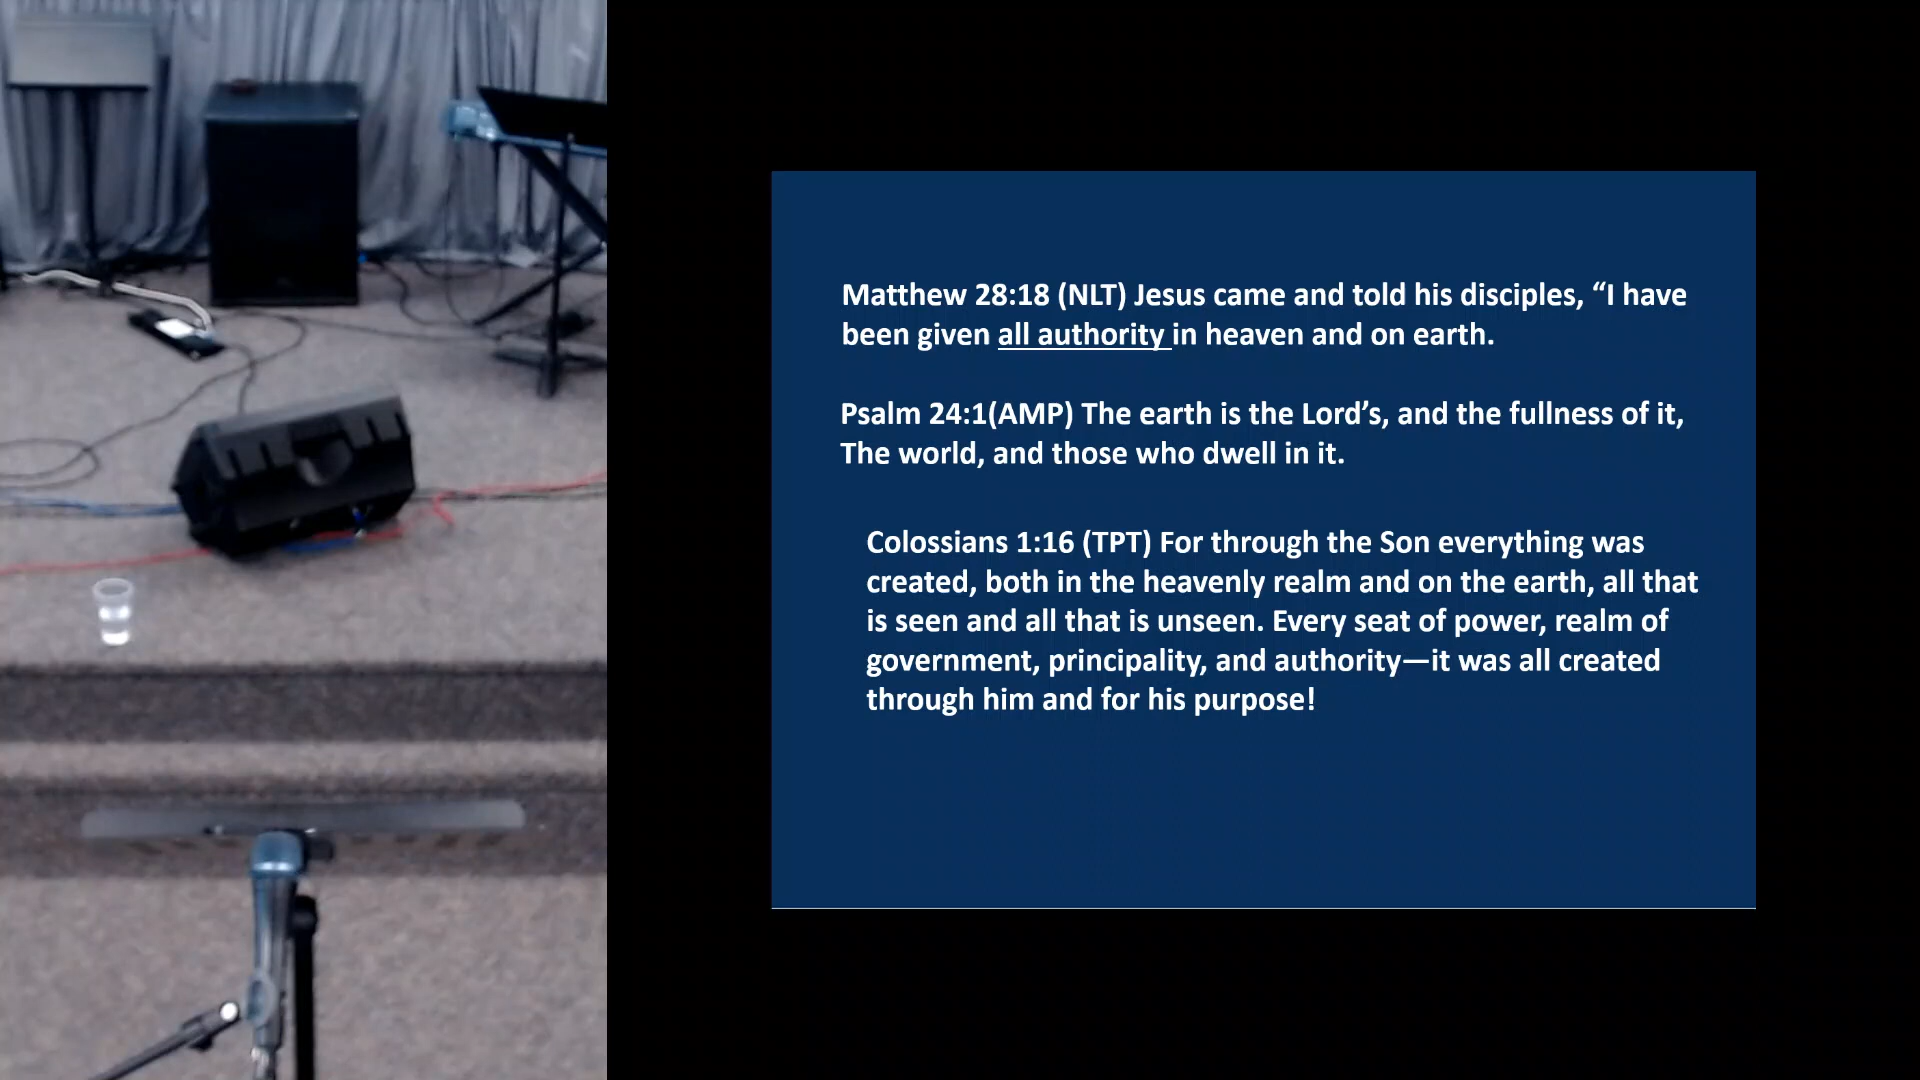 Matthew 28:18 (NLT) Jesus came and told his disciples, “I have
been given all authority in heaven and on earth.
Psalm 24:1(AMP) The earth is the Lord’s, and the fullness of it,
The world, and those who dwell in it.
Colossians 1:16 (TPT) For through the Son everything was
created, both in the heavenly realm and on the earth, all that
is seen and all that is unseen. Every seat of power, realm of
government, principality, and authority—it was all created
through him and for his purpose!